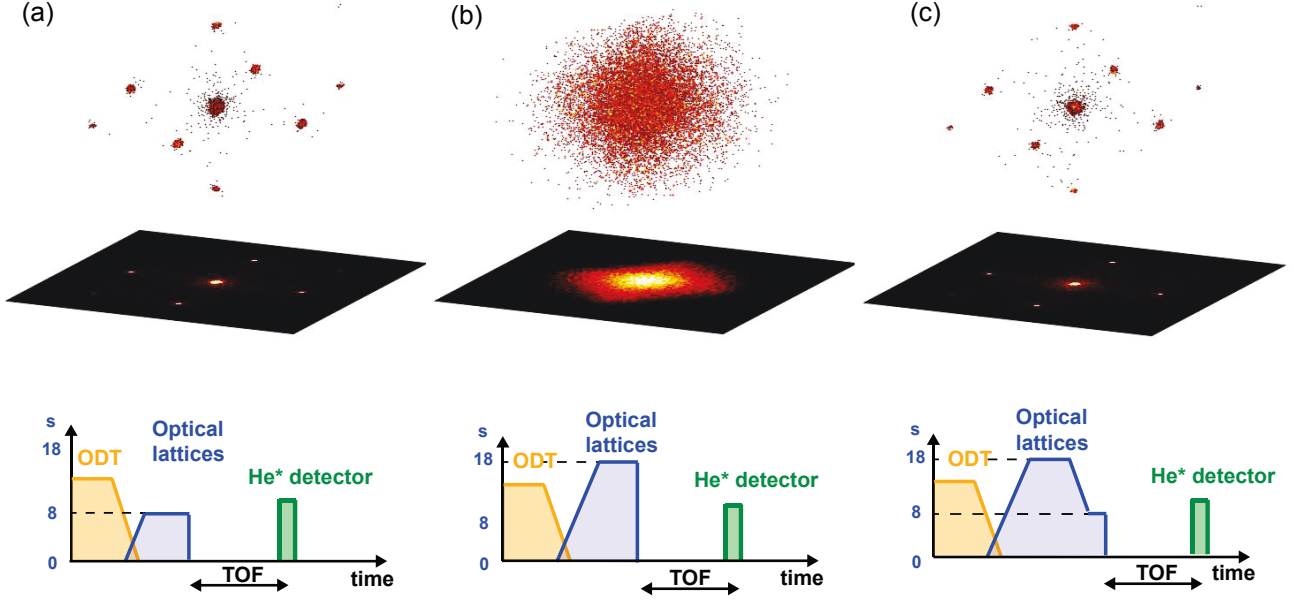 (a)
(b)
(c)
s
18
8
0
ODT
Optical
lattices
He* detector
TOF
time
s
18
8
0
ODT
Optical
lattices
He* detector
TOF
time
s
18
8
0
ODT
Optical
lattices
He* detector
TOF
time